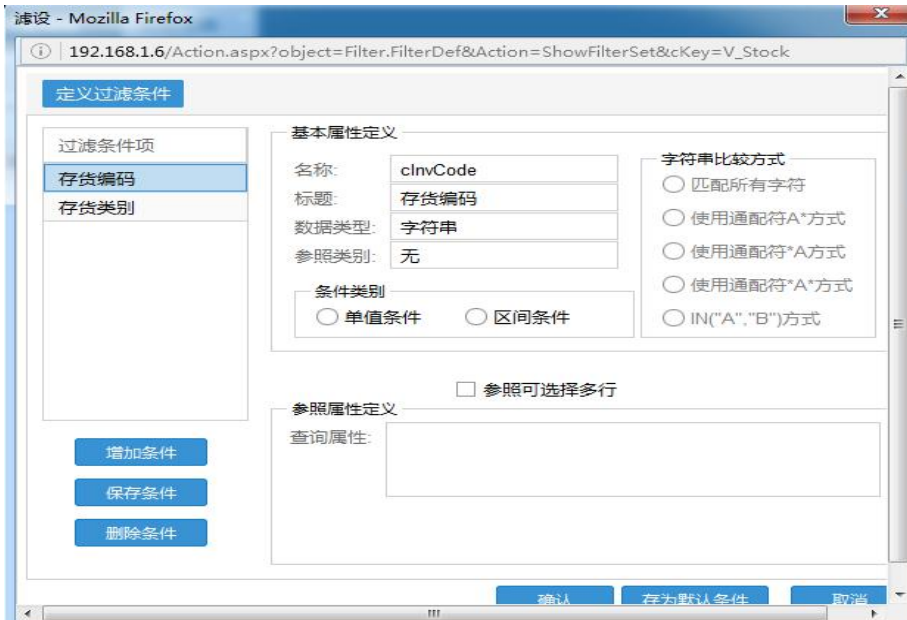 滤设 - Mozilla Firefox
192.168.1.6/Action.aspx?object=Filter.FilterDef&Action=ShowFilterSet&cKey=V_Stock
定义过滤条件
过滤条件项
存货编码
存货类别
基本属性定义
名称: cInvCode
标题: 存货编码
数据类型: 字符串
参照类别: 无
条件类别
单值条件 区间条件
字符串比较方式
匹配所有字符
使用通配符A*方式
使用通配符*A方式
使用通配符*A*方式
IN("A","B")方式
参照可选择多行
参照属性定义
查询属性:
增加条件
保存条件
删除条件
确认 存为默认条件 取消